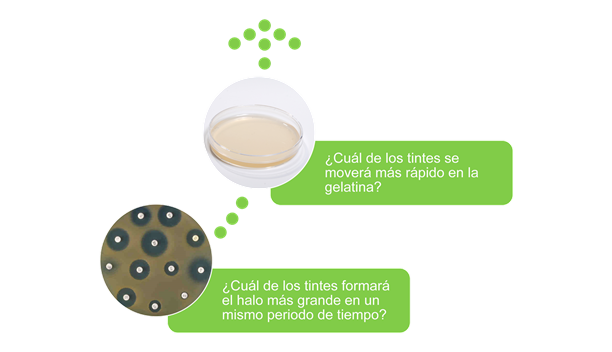 ¿Cuál de los tintes se
moverá más rápido en la
gelatina?
¿Cuál de los tintes formará
el halo más grande en un
mismo periodo de tiempo?